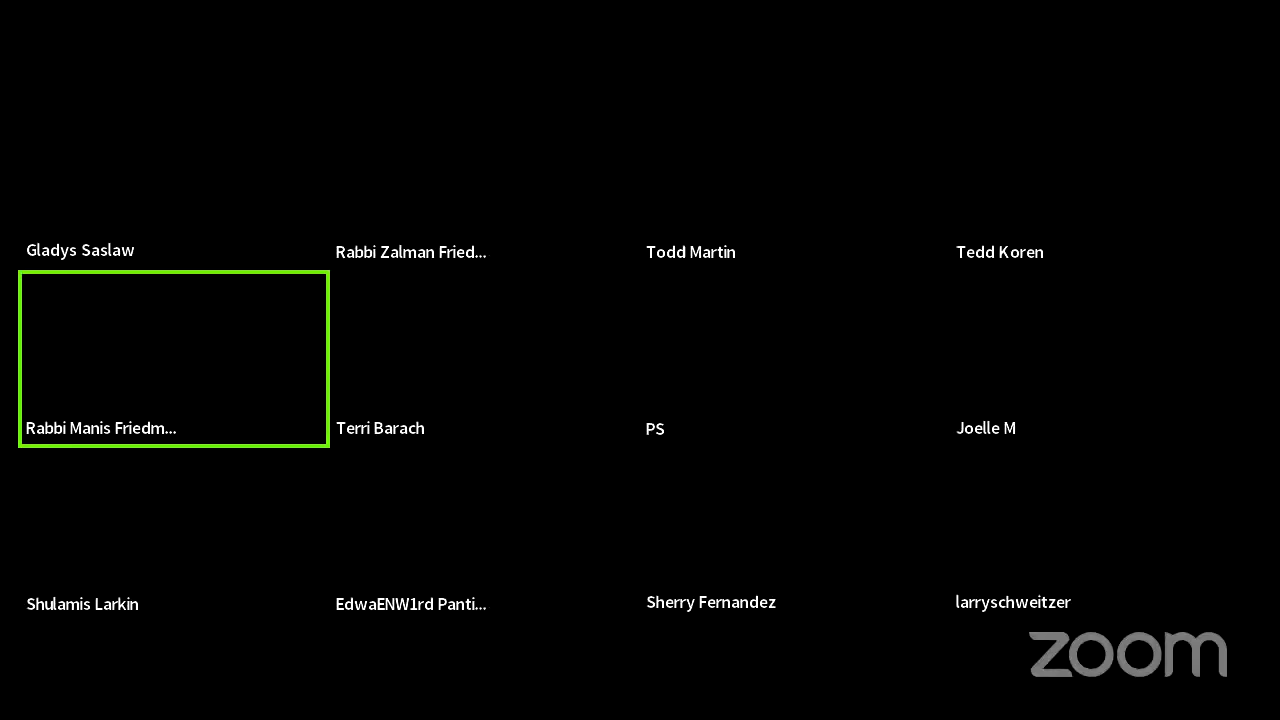 Gladys Saslaw
Rabbi Zalman Fried...
Todd Martin
Tedd Koren
Rabbi Manis Friedm...
Terri Barach
PS
Joelle M
Shulamis Larkin
EdwaENW1rd Panti...
Sherry Fernandez
larryschweitzer
zoom